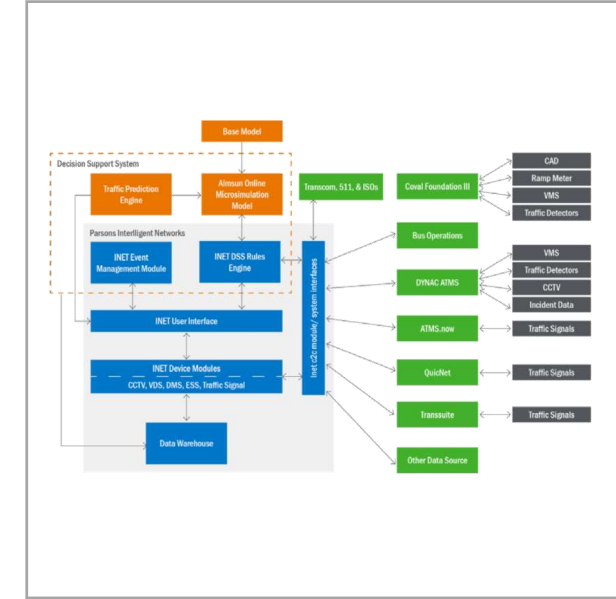 Base Model
Decision Support System
Traffic Prediction
Engine
Aimsun Online
Microsimulation
Model
Transcom, 511, & ISOs
Coval Foundation III
CAD
Ramp Meter
VMS
Traffic Detectors
Parsons Interlligent Networks
INET Event
Management Module
INET DSS Rules
Engine
Inet c2c module/ system interfaces
Bus Operations
DYNAC ATMS
VMS
Traffic Detectors
CCTV
Incident Data
INET User Interface
ATMS.now
Traffic Signals
INET Device Modules
CCTV, VDS, DMS, ESS, Traffic Signal
QuicNet
Traffic Signals
Transsuite
Traffic Signals
Data Warehouse
Other Data Source